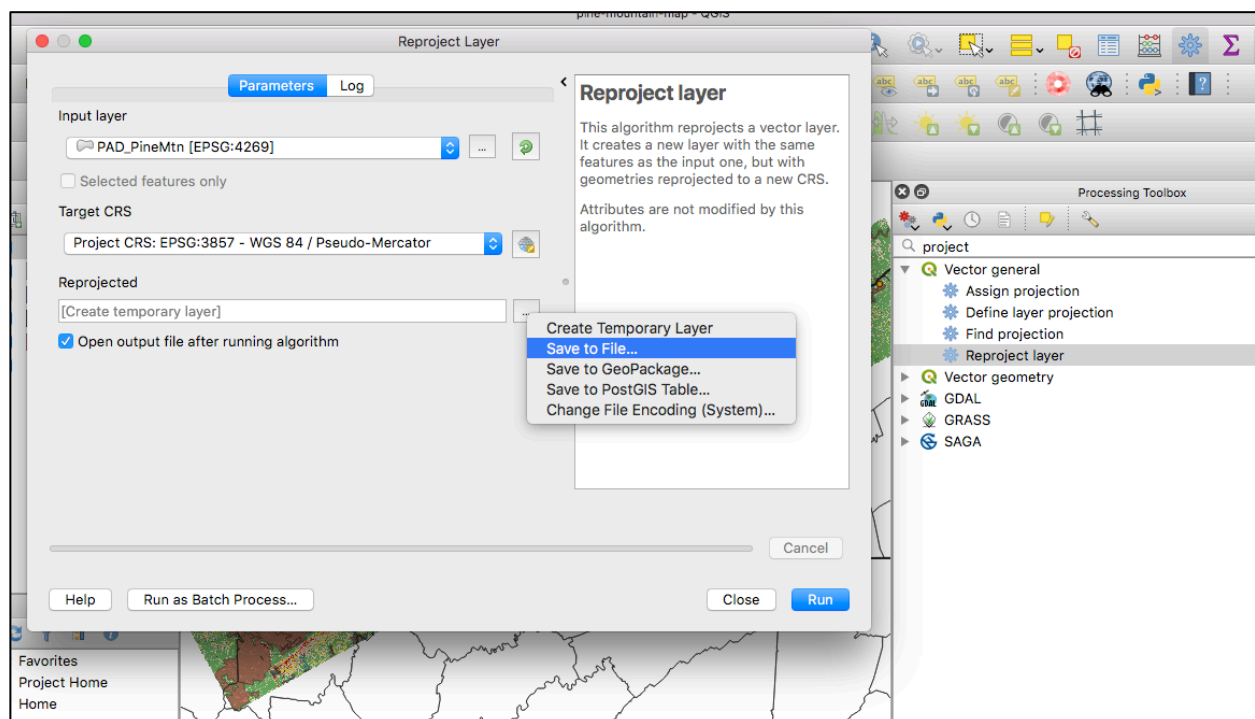 pine-mountain-map - QGIS
Reproject Layer
Parameters Log
Input layer
PAD_PineMtn [EPSG:4269]
...
Selected features only
Target CRS
Project CRS: EPSG:3857 - WGS 84 / Pseudo-Mercator
Reprojected
[Create temporary layer]
...
Open output file after running algorithm
Create Temporary Layer
Save to File...
Save to GeoPackage...
Save to PostGIS Table...
Change File Encoding (System)...
Reproject layer
This algorithm reprojects a vector layer.
It creates a new layer with the same
features as the input one, but with
geometries reprojected to a new CRS.
Attributes are not modified by this
algorithm.
Cancel
Help Run as Batch Process... Close Run
abc abc abc abc
Processing Toolbox
project
Vector general
Assign projection
Define layer projection
Find projection
Reproject layer
Vector geometry
GDAL
GRASS
SAGA
Favorites
Project Home
Home